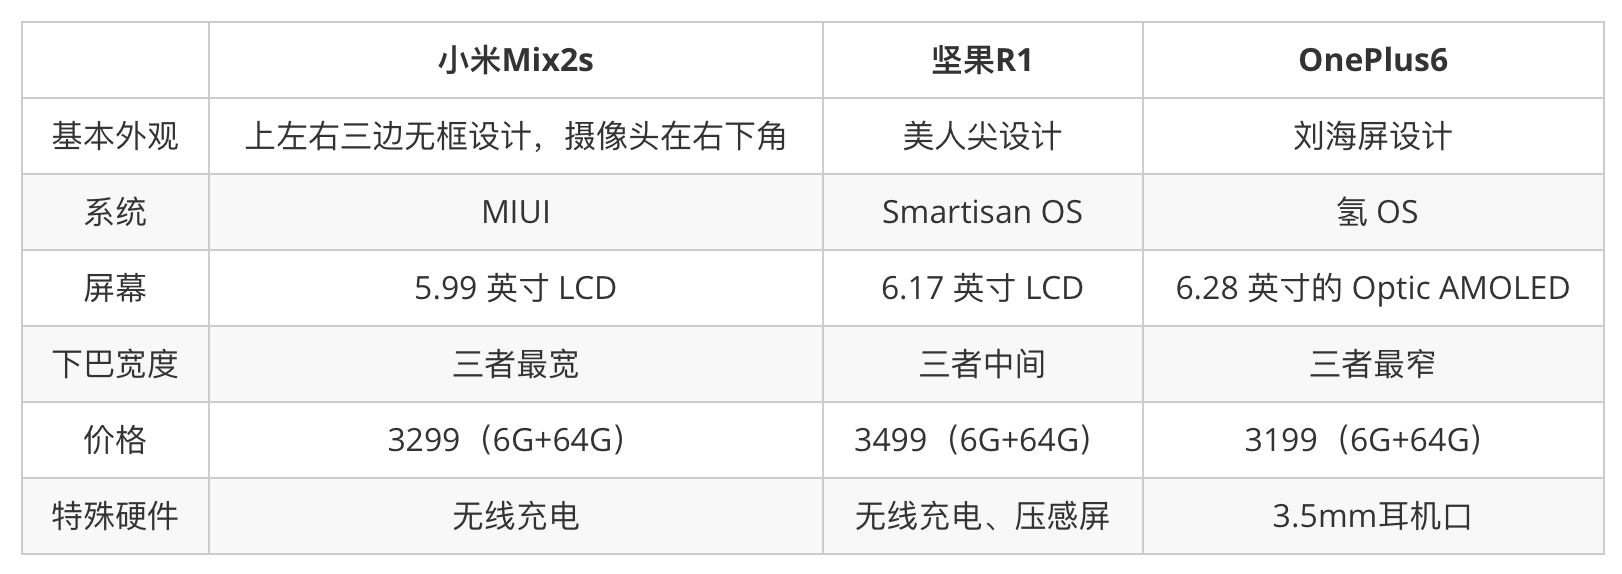 小米Mix2s 坚果R1 OnePlus6
基本外观 上左右三边无框设计，摄像头在右下角 美人尖设计 刘海屏设计
系统 MIUI Smartisan OS 氢 OS
屏幕 5.99 英寸 LCD 6.17 英寸 LCD 6.28 英寸的 Optic AMOLED
下巴宽度 三者最宽 三者中间 三者最窄
价格 3299（6G+64G） 3499（6G+64G） 3199（6G+64G）
特殊硬件 无线充电 无线充电、压感屏 3.5mm耳机口